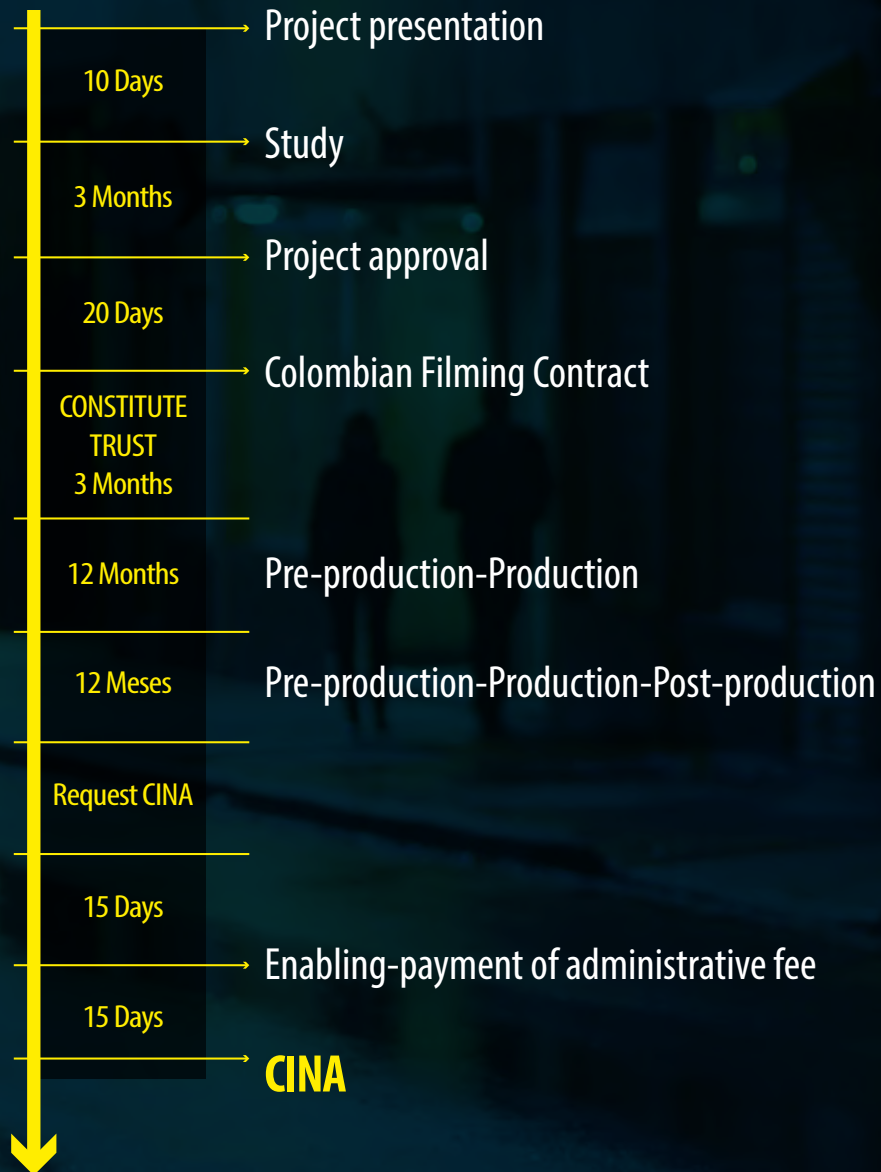 Project presentation
10 Days
Study
3 Months
Project approval
20 Days
Colombian Filming Contract
CONSTITUTE
TRUST
3 Months
12 Months
Pre-production-Production
12 Meses
Pre-production-Production-Post-production
Request CINA
15 Days
Enabling-payment of administrative fee
15 Days
CINA